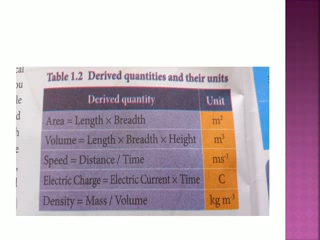 Table 1.2 Derived quantities and their units
Derived quantity Unit
Area = Length × Breadth m²
Volume = Length × Breadth × Height m³
Speed = Distance / Time ms⁻¹
Electric Charge = Electric Current × Time C
Density = Mass / Volume kg m⁻³